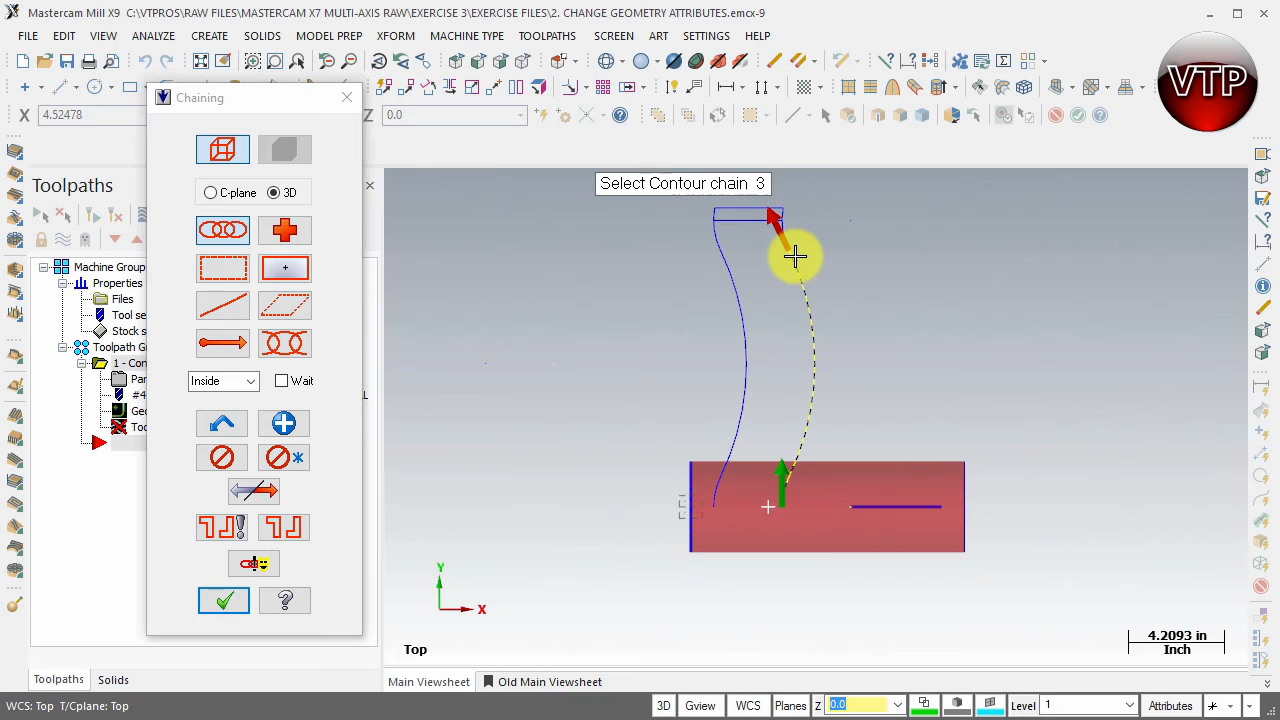 Mastercam Mill X9 C:\VTPROS\RAW FILES\MASTERCAM X7 MULTI-AXIS RAW\EXERCISE 3\EXERCISE FILES\2. CHANGE GEOMETRY ATTRIBUTES.emcx-9
FILE EDIT VIEW ANALYZE CREATE SOLIDS MODEL PREP XFORM MACHINE TYPE TOOLPATHS SCREEN ART SETTINGS HELP
VTP
Chaining
X 4.52478
Z 0.0
C-plane 3D
Inside Wait
Toolpaths
Machine Group
Properties
Files
Tool se
Stock s
Toolpath G
1 - Con
Par
#4
L
Geo
Too
Select Contour chain 3
Y
X
Top
4.2093 in
Inch
Toolpaths Solids
Main Viewsheet Old Main Viewsheet
WCS: Top T/Cplane: Top
3D Gview WCS Planes Z 0.0 Level 1 Attributes